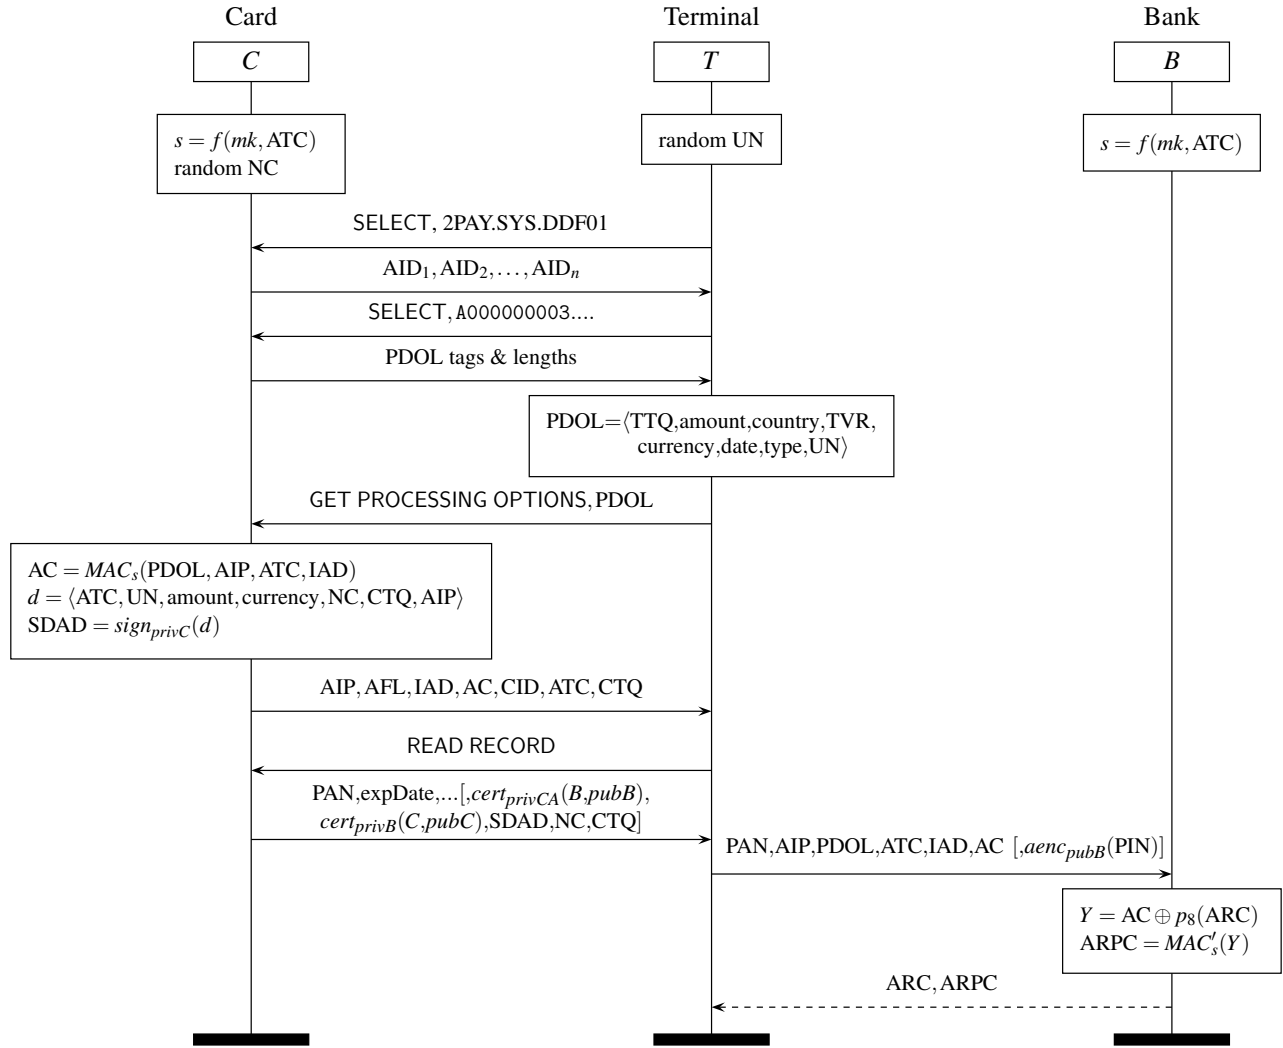 Card Terminal Bank
C T B
s = f(mk, ATC)
random NC
random UN
s = f(mk, ATC)
SELECT, 2PAY.SYS.DDF01
AID₁, AID₂, …, AIDₙ
SELECT, A000000003....
PDOL tags & lengths
PDOL=⟨TTQ,amount,country,TVR,
currency,date,type,UN⟩
GET PROCESSING OPTIONS, PDOL
AC = MACₛ(PDOL, AIP, ATC, IAD)
d = ⟨ATC, UN, amount, currency, NC, CTQ, AIP⟩
SDAD = sign_privC(d)
AIP, AFL, IAD, AC, CID, ATC, CTQ
READ RECORD
PAN,expDate,...[,cert_privCA(B,pubB),
cert_privB(C,pubC),SDAD,NC,CTQ]
PAN,AIP,PDOL,ATC,IAD,AC [,aenc_pubB(PIN)]
Y = AC ⊕ p₈(ARC)
ARPC = MAC′ₛ(Y)
ARC, ARPC